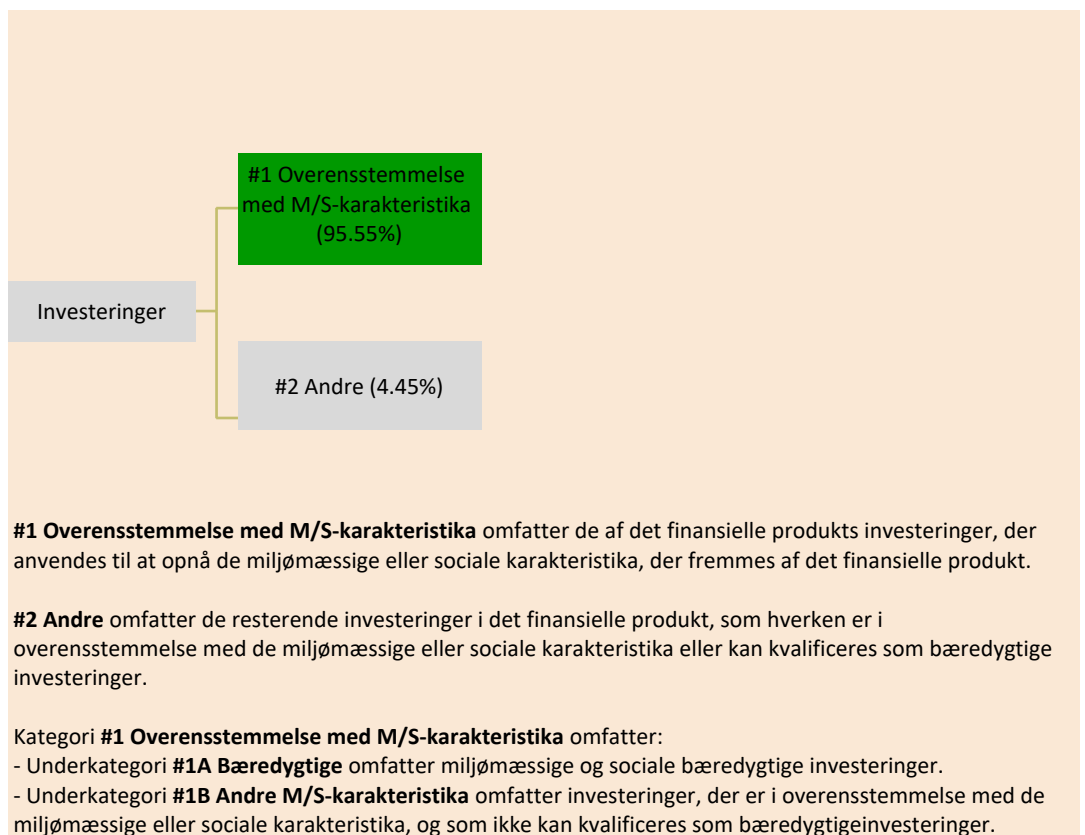 #1 Overensstemmelse
med M/S-karakteristika
(95.55%)
Investeringer
#2 Andre (4.45%)
#1 Overensstemmelse med M/S-karakteristika omfatter de af det finansielle produkts investeringer, der
anvendes til at opnå de miljømæssige eller sociale karakteristika, der fremmes af det finansielle produkt.
#2 Andre omfatter de resterende investeringer i det finansielle produkt, som hverken er i
overensstemmelse med de miljømæssige eller sociale karakteristika eller kan kvalificeres som bæredygtige
investeringer.
Kategori #1 Overensstemmelse med M/S-karakteristika omfatter:
- Underkategori #1A Bæredygtige omfatter miljømæssige og sociale bæredygtige investeringer.
- Underkategori #1B Andre M/S-karakteristika omfatter investeringer, der er i overensstemmelse med de
miljømæssige eller sociale karakteristika, og som ikke kan kvalificeres som bæredygtigeinvesteringer.